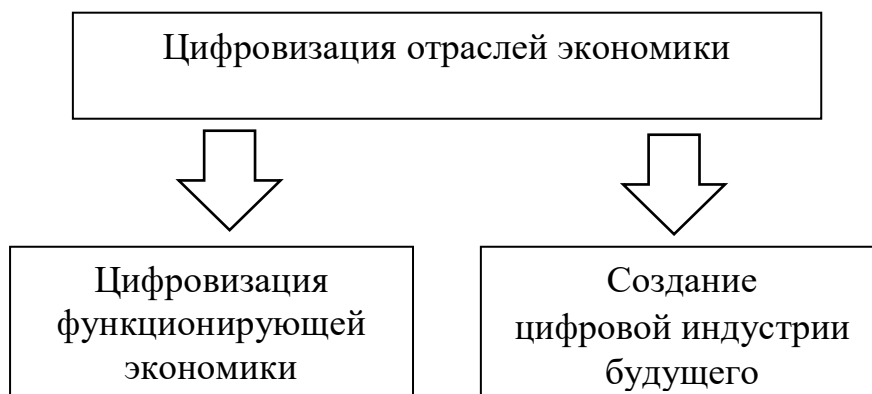 Цифровизация отраслей экономики
Цифровизация
функционирующей
экономики
Создание
цифровой индустрии
будущего